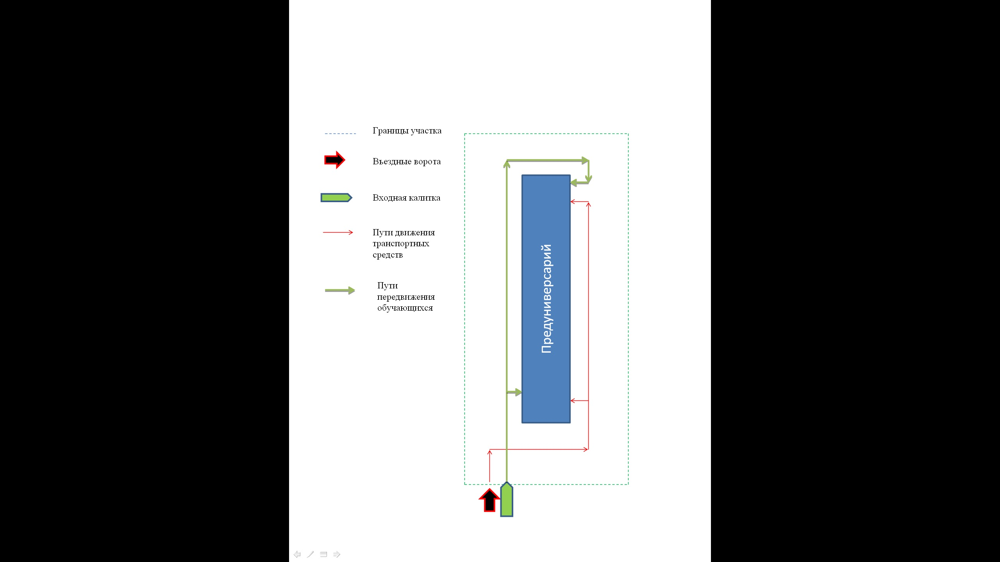 Границы участка
Въездные ворота
Входная калитка
Пути движения
транспортных
средств
Пути
передвижения
обучающихся
Предуниверсарий